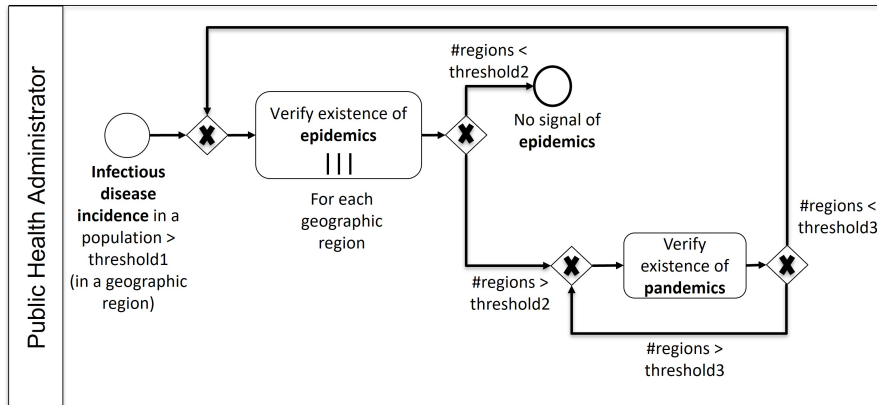 Public Health Administrator
Infectious
disease
incidence in a
population >
threshold1
(in a geographic
region)
Verify existence of
epidemics
For each
geographic
region
#regions <
threshold2
No signal of
epidemics
#regions >
threshold2
Verify
existence of
pandemics
#regions <
threshold3
#regions >
threshold3